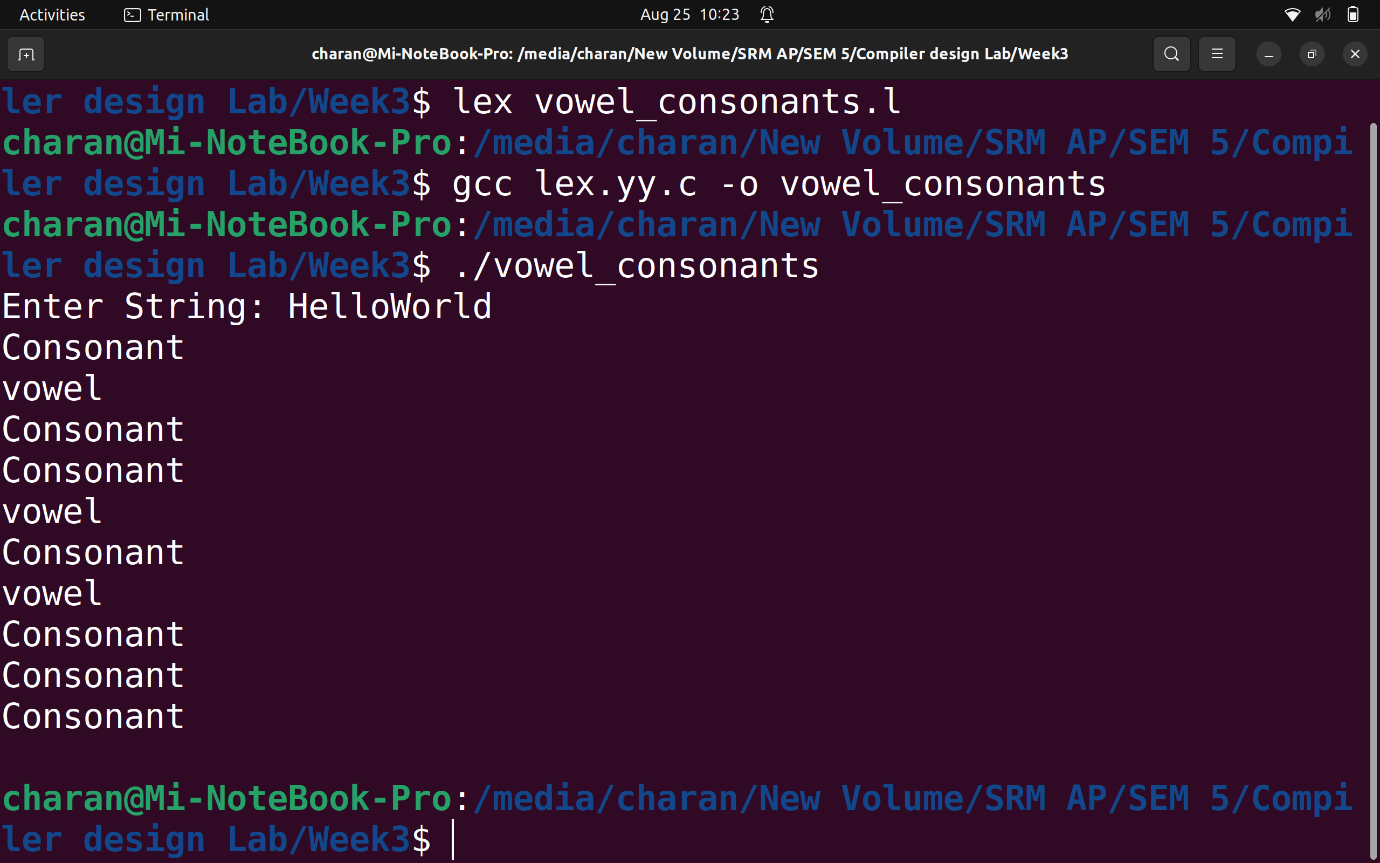 Activities Terminal Aug 25 10:23
charan@Mi-NoteBook-Pro: /media/charan/New Volume/SRM AP/SEM 5/Compiler design Lab/Week3
ler design Lab/Week3$ lex vowel_consonants.l
charan@Mi-NoteBook-Pro:/media/charan/New Volume/SRM AP/SEM 5/Compi
ler design Lab/Week3$ gcc lex.yy.c -o vowel_consonants
charan@Mi-NoteBook-Pro:/media/charan/New Volume/SRM AP/SEM 5/Compi
ler design Lab/Week3$ ./vowel_consonants
Enter String: HelloWorld
Consonant
vowel
Consonant
Consonant
vowel
Consonant
vowel
Consonant
Consonant
Consonant
charan@Mi-NoteBook-Pro:/media/charan/New Volume/SRM AP/SEM 5/Compi
ler design Lab/Week3$